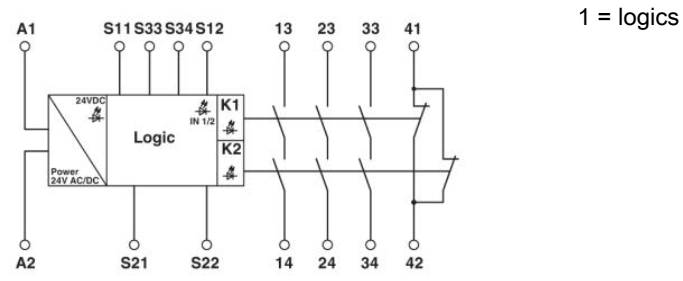 1 = logics
A1 S11 S33 S34 S12 13 23 33 41
24VDC
K1
IN 1/2
Logic
K2
Power
24V AC/DC
A2 S21 S22 14 24 34 42